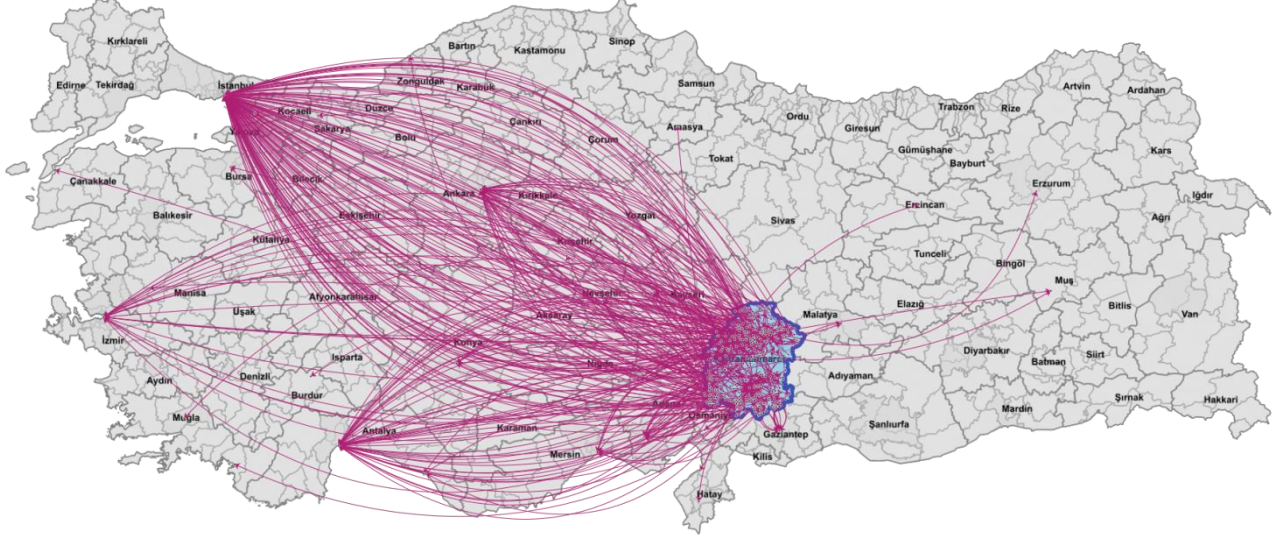 Kırklareli
Edirne
Tekirdağ
İstanbul
Kocaeli
Sakarya
Düzce
Bolu
Zonguldak
Bartın
Karabük
Kastamonu
Sinop
Çankırı
Çorum
Samsun
Amasya
Tokat
Ordu
Giresun
Trabzon
Rize
Artvin
Ardahan
Gümüşhane
Bayburt
Kars
Erzurum
Iğdır
Ağrı
Erzincan
Sivas
Tunceli
Bingöl
Muş
Elazığ
Bitlis
Van
Malatya
Çanakkale
Bursa
Bilecik
Balıkesir
Eskişehir
Ankara
Kırıkkale
Yozgat
Kırşehir
Kütahya
Manisa
Uşak
Afyonkarahisar
Nevşehir
Kayseri
Aksaray
Konya
Niğde
İzmir
Isparta
Aydın
Denizli
Burdur
Muğla
Antalya
Karaman
Mersin
Adana
Osmaniye
Gaziantep
Kilis
Hatay
Adıyaman
Şanlıurfa
Diyarbakır
Batman
Siirt
Mardin
Şırnak
Hakkari